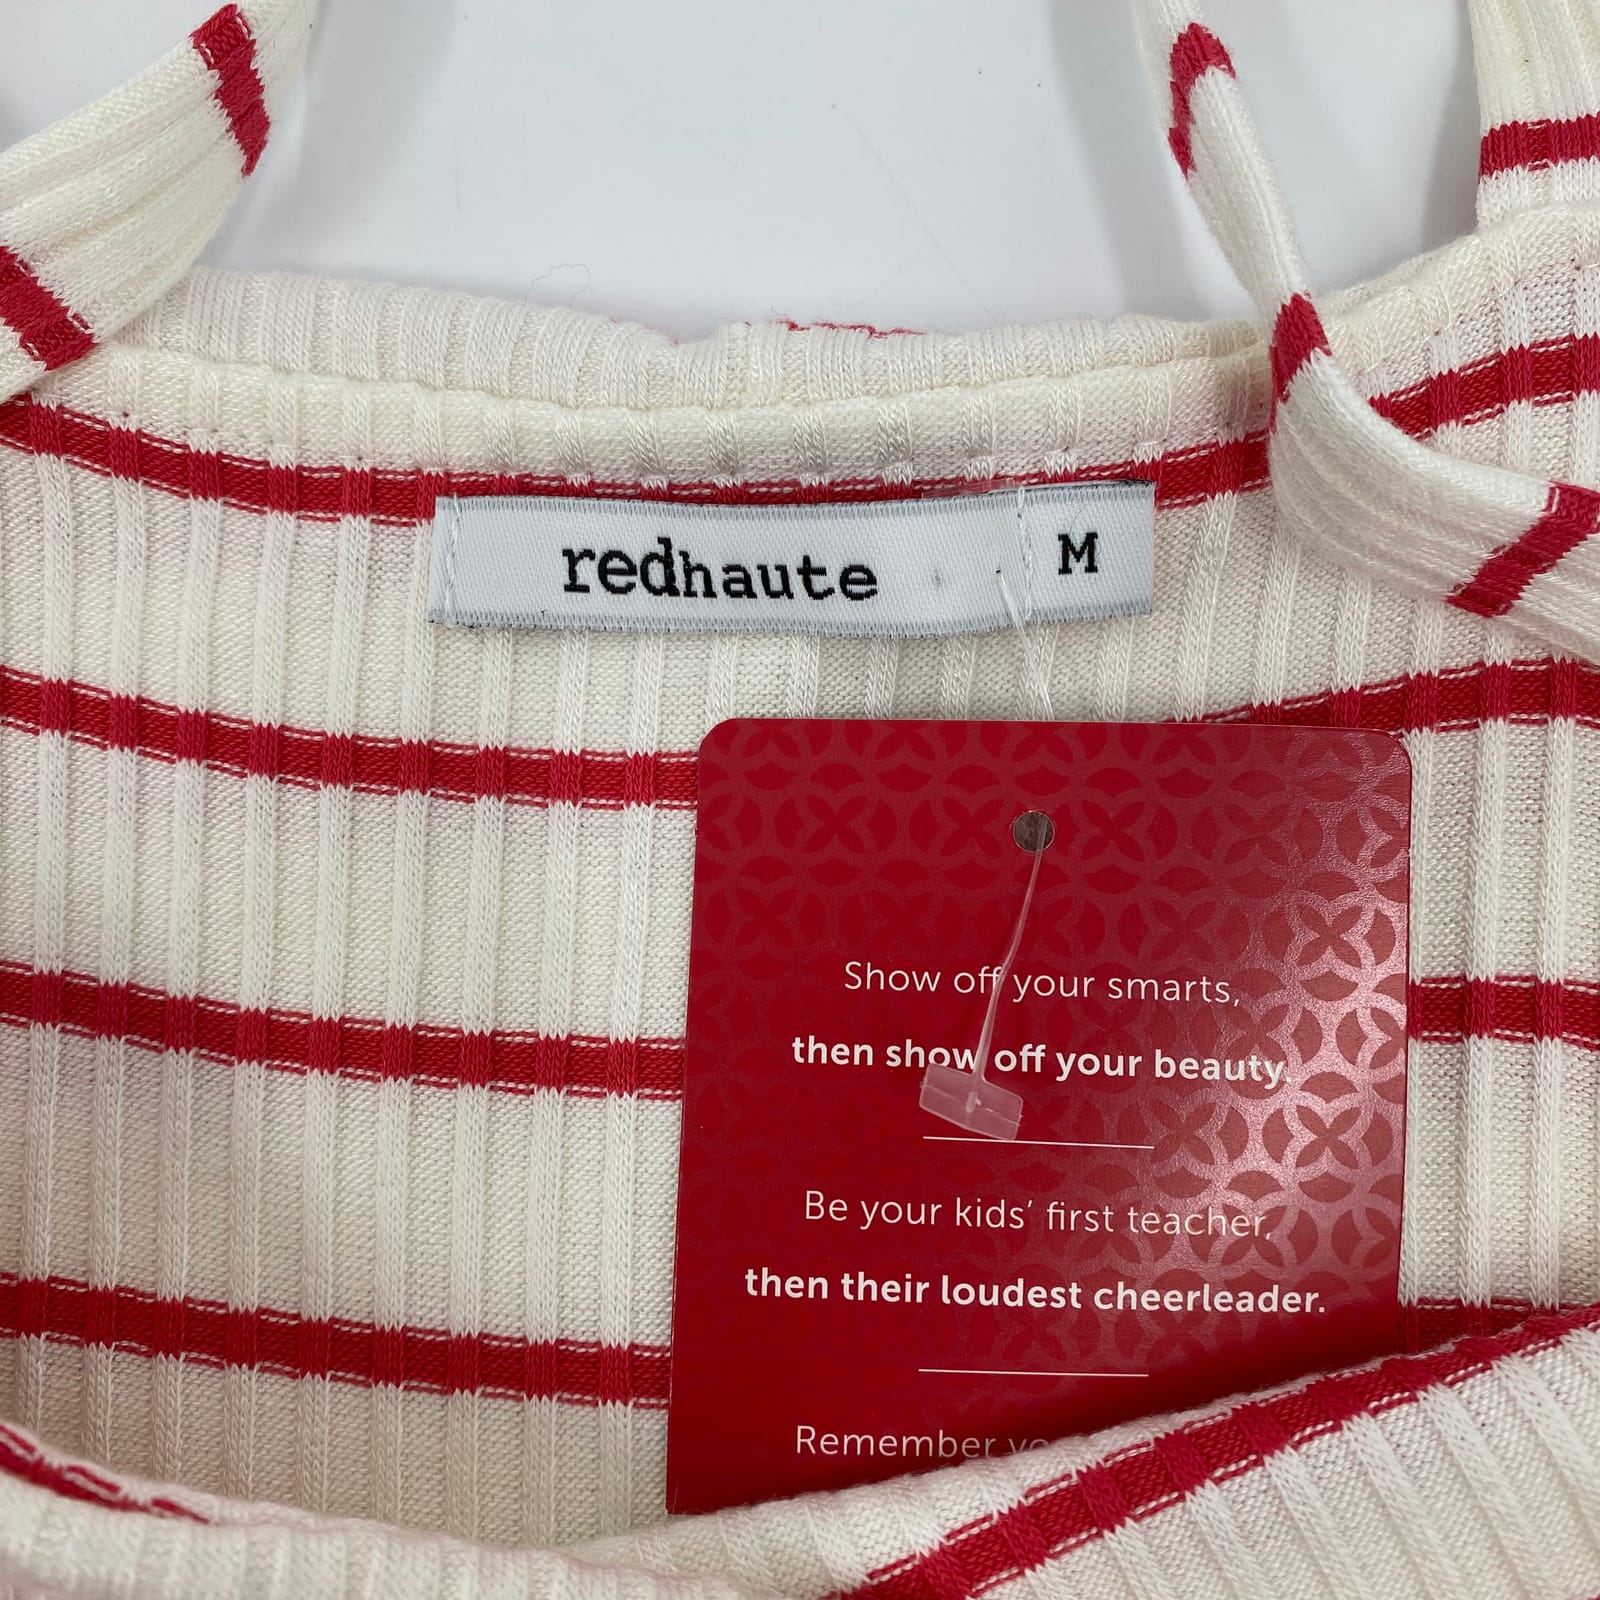 redhaute M
Show off your smarts,
then show off your beauty.
Be your kids' first teacher,
then their loudest cheerleader.
Remember